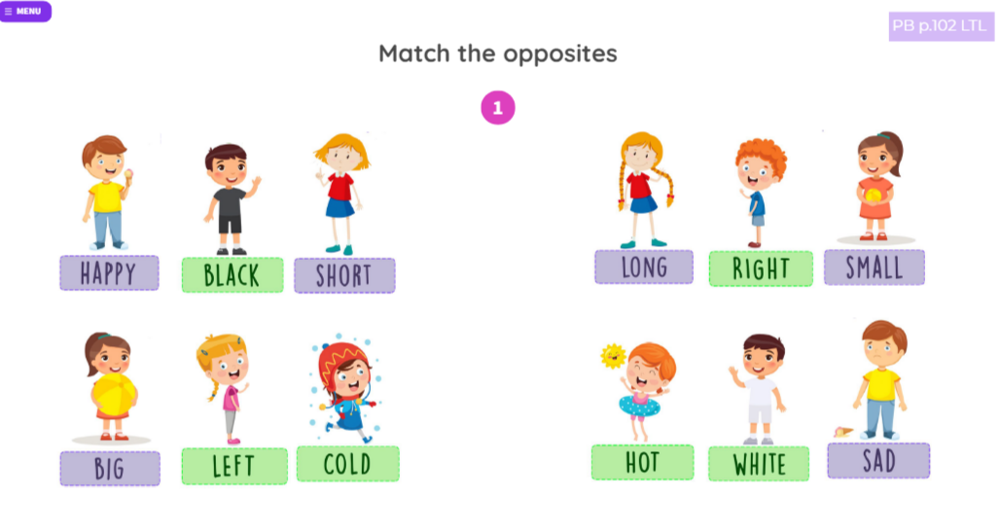 MENU
PB p.102 LTL
Match the opposites
1
HAPPY
BLACK
SHORT
LONG
RIGHT
SMALL
BIG
LEFT
COLD
HOT
WHITE
SAD